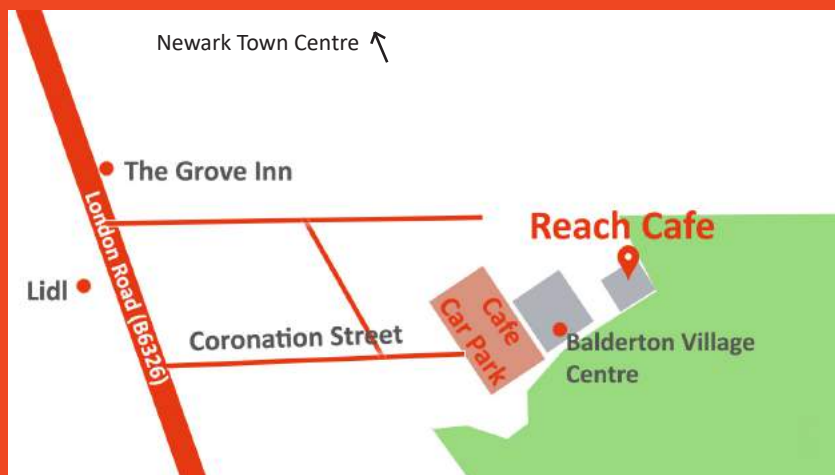 Newark Town Centre
The Grove Inn
London Road (B6326)
Reach Cafe
Lidl
Cafe
Car Park
Coronation Street
Balderton Village
Centre